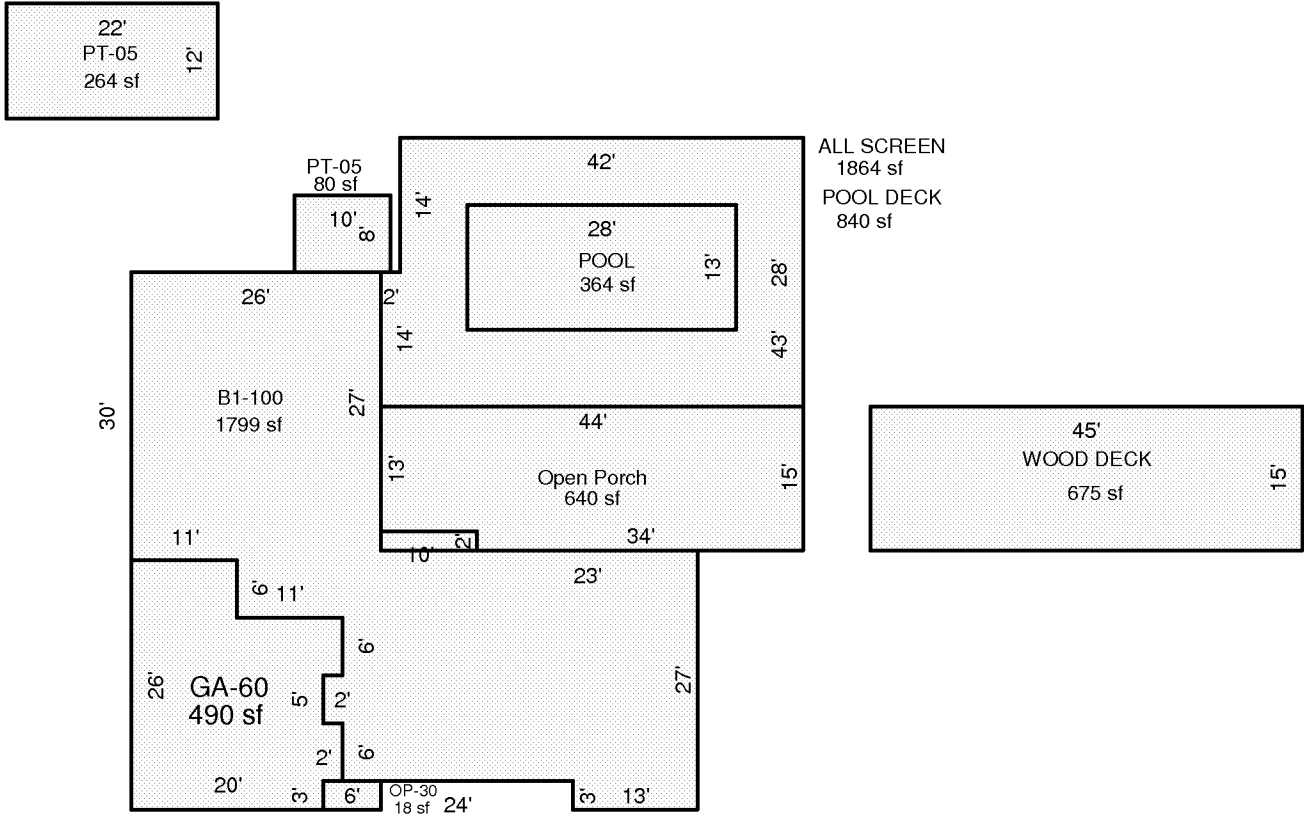 22'
PT-05
12'
264 sf
ALL SCREEN
1864 sf
POOL DECK
840 sf
42'
PT-05
80 sf
14'
10'
8'
28'
POOL
364 sf
13'
28'
26'
2'
14'
43'
B1-100
1799 sf
30'
27'
44'
13'
Open Porch
640 sf
15'
45'
WOOD DECK
675 sf
15'
11'
10'
2'
34'
6'
11'
23'
6'
26'
GA-60
490 sf
5'
2'
27'
2'
6'
20'
3'
6'
OP-30
18 sf
24'
3'
13'